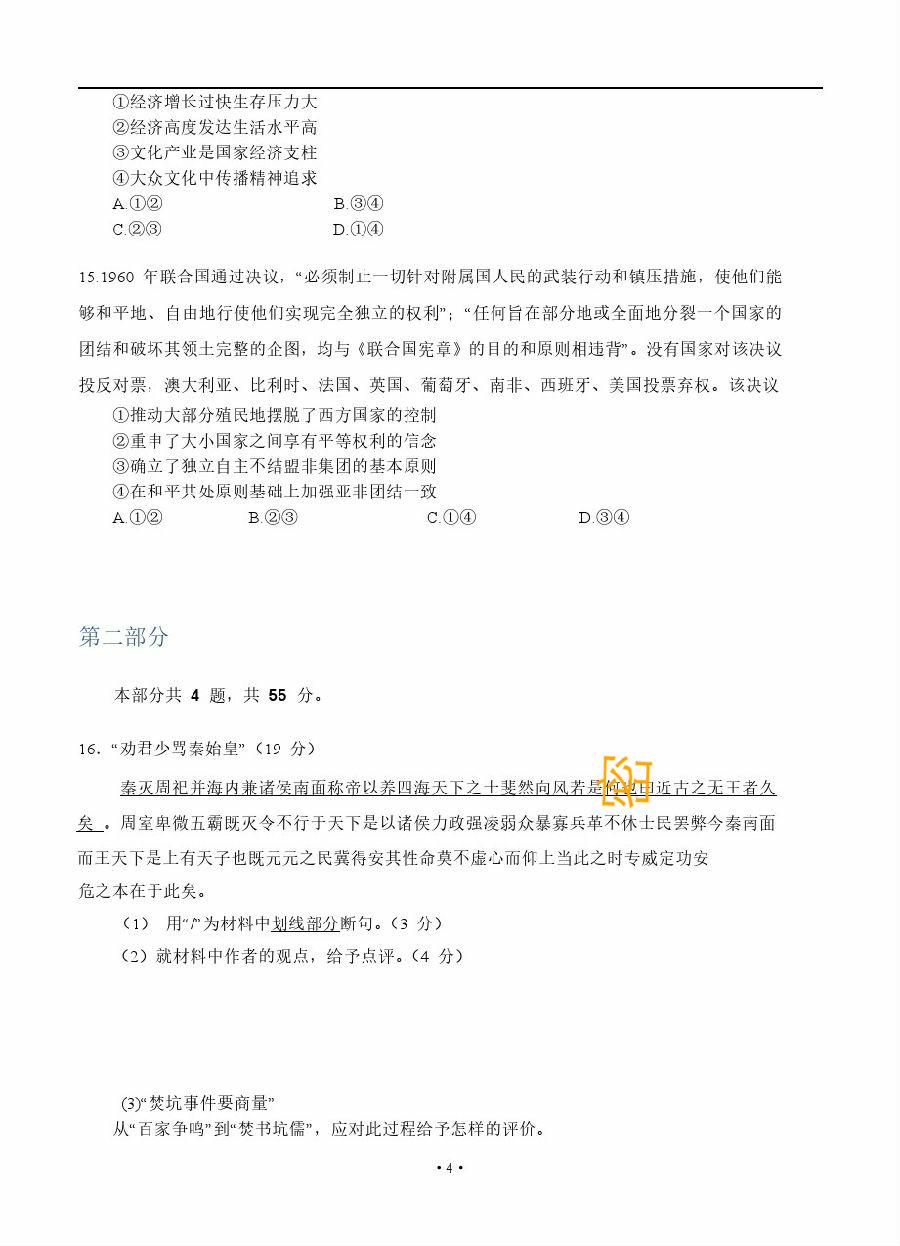 ①经济增长过快生存压力大
②经济高度发达生活水平高
③文化产业是国家经济支柱
④大众文化中传播精神追求
A.①② B.③④
C.②③ D.①④
15.1960 年联合国通过决议，“必须制止一切针对附属国人民的武装行动和镇压措施，使他们能
够和平地、自由地行使他们实现完全独立的权利”；“任何旨在部分地或全面地分裂一个国家的
团结和破坏其领土完整的企图，均与《联合国宪章》的目的和原则相违背”。没有国家对该决议
投反对票，澳大利亚、比利时、法国、英国、葡萄牙、南非、西班牙、美国投票弃权。该决议
①推动大部分殖民地摆脱了西方国家的控制
②重申了大小国家之间享有平等权利的信念
③确立了独立自主不结盟非集团的基本原则
④在和平共处原则基础上加强亚非团结一致
A.①② B.②③ C.①④ D.③④
第二部分
本部分共 4 题，共 55 分。
16．“劝君少骂秦始皇”（19 分）
秦灭周祀并海内兼诸侯南面称帝以养四海天下之士斐然向风若是何也曰近古之无王者久
矣 。周室卑微五霸既灭令不行于天下是以诸侯力政强凌弱众暴寡兵革不休士民罢弊今秦南面
而王天下是上有天子也既元元之民冀得安其性命莫不虚心而仰上当此之时专威定功安
危之本在于此矣。
（1） 用“/”为材料中划线部分断句。（3 分）
（2）就材料中作者的观点，给予点评。（4 分）
(3)“焚坑事件要商量”
从“百家争鸣”到“焚书坑儒”，应对此过程给予怎样的评价。
• 4 •